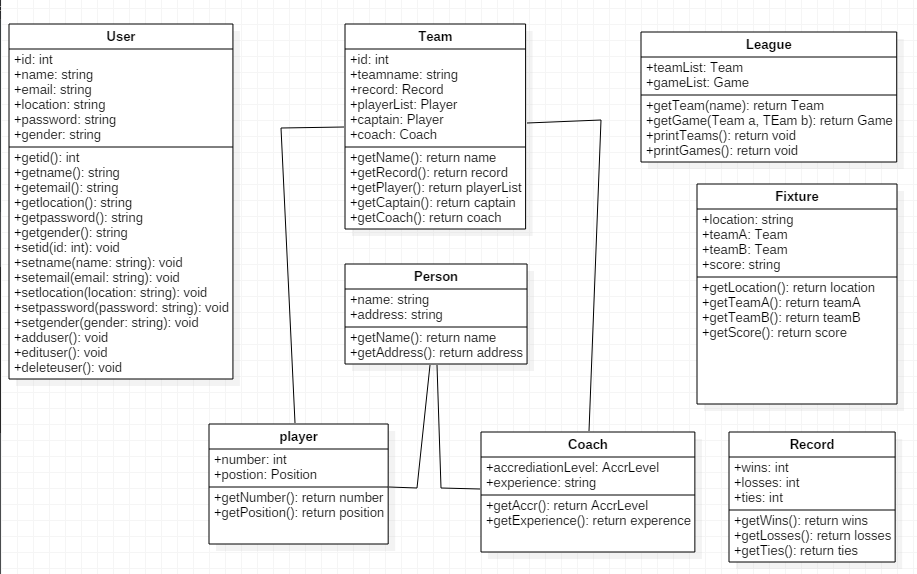 User
+id: int
+name: string
+email: string
+location: string
+password: string
+gender: string
+getid(): int
+getname(): string
+getemail(): string
+getlocation(): string
+getpassword(): string
+getgender(): string
+setid(id: int): void
+setname(name: string): void
+setemail(email: string): void
+setlocation(location: string): void
+setpassword(password: string): void
+setgender(gender: string): void
+adduser(): void
+edituser(): void
+deleteuser(): void
Team
+id: int
+teamname: string
+record: Record
+playerList: Player
+captain: Player
+coach: Coach
+getName(): return name
+getRecord(): return record
+getPlayer(): return playerList
+getCaptain(): return captain
+getCoach(): return coach
League
+teamList: Team
+gameList: Game
+getTeam(name): return Team
+getGame(Team a, TEam b): return Game
+printTeams(): return void
+printGames(): return void
Fixture
+location: string
+teamA: Team
+teamB: Team
+score: string
+getLocation(): return location
+getTeamA(): return teamA
+getTeamB(): return teamB
+getScore(): return score
Person
+name: string
+address: string
+getName(): return name
+getAddress(): return address
player
+number: int
+postion: Position
+getNumber(): return number
+getPosition(): return position
Coach
+accrediationLevel: AccrLevel
+experience: string
+getAccr(): return AccrLevel
+getExperience(): return experence
Record
+wins: int
+losses: int
+ties: int
+getWins(): return wins
+getLosses(): return losses
+getTies(): return ties